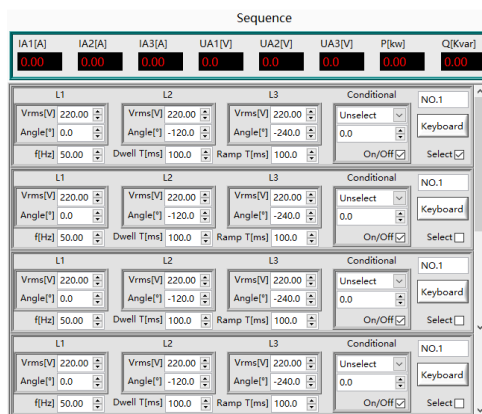 Sequence
IA1[A] IA2[A] IA3[A] UA1[V] UA2[V] UA3[V] P[kw] Q[Kvar]
0.00 0.00 0.00 0.0 0.0 0.0 0.00 0.00
L1 L2 L3 Conditional NO.1
Vrms[V] 220.00 Vrms[V] 220.00 Vrms[V] 220.00 Unselect
Angle[°] 0.0 Angle[°] -120.0 Angle[°] -240.0 0.0 Keyboard
f[Hz] 50.00 Dwell T[ms] 100.0 Ramp T[ms] 100.0 On/Off Select
L1 L2 L3 Conditional NO.1
Vrms[V] 220.00 Vrms[V] 220.00 Vrms[V] 220.00 Unselect
Angle[°] 0.0 Angle[°] -120.0 Angle[°] -240.0 0.0 Keyboard
f[Hz] 50.00 Dwell T[ms] 100.0 Ramp T[ms] 100.0 On/Off Select
L1 L2 L3 Conditional NO.1
Vrms[V] 220.00 Vrms[V] 220.00 Vrms[V] 220.00 Unselect
Angle[°] 0.0 Angle[°] -120.0 Angle[°] -240.0 0.0 Keyboard
f[Hz] 50.00 Dwell T[ms] 100.0 Ramp T[ms] 100.0 On/Off Select
L1 L2 L3 Conditional NO.1
Vrms[V] 220.00 Vrms[V] 220.00 Vrms[V] 220.00 Unselect
Angle[°] 0.0 Angle[°] -120.0 Angle[°] -240.0 0.0 Keyboard
f[Hz] 50.00 Dwell T[ms] 100.0 Ramp T[ms] 100.0 On/Off Select